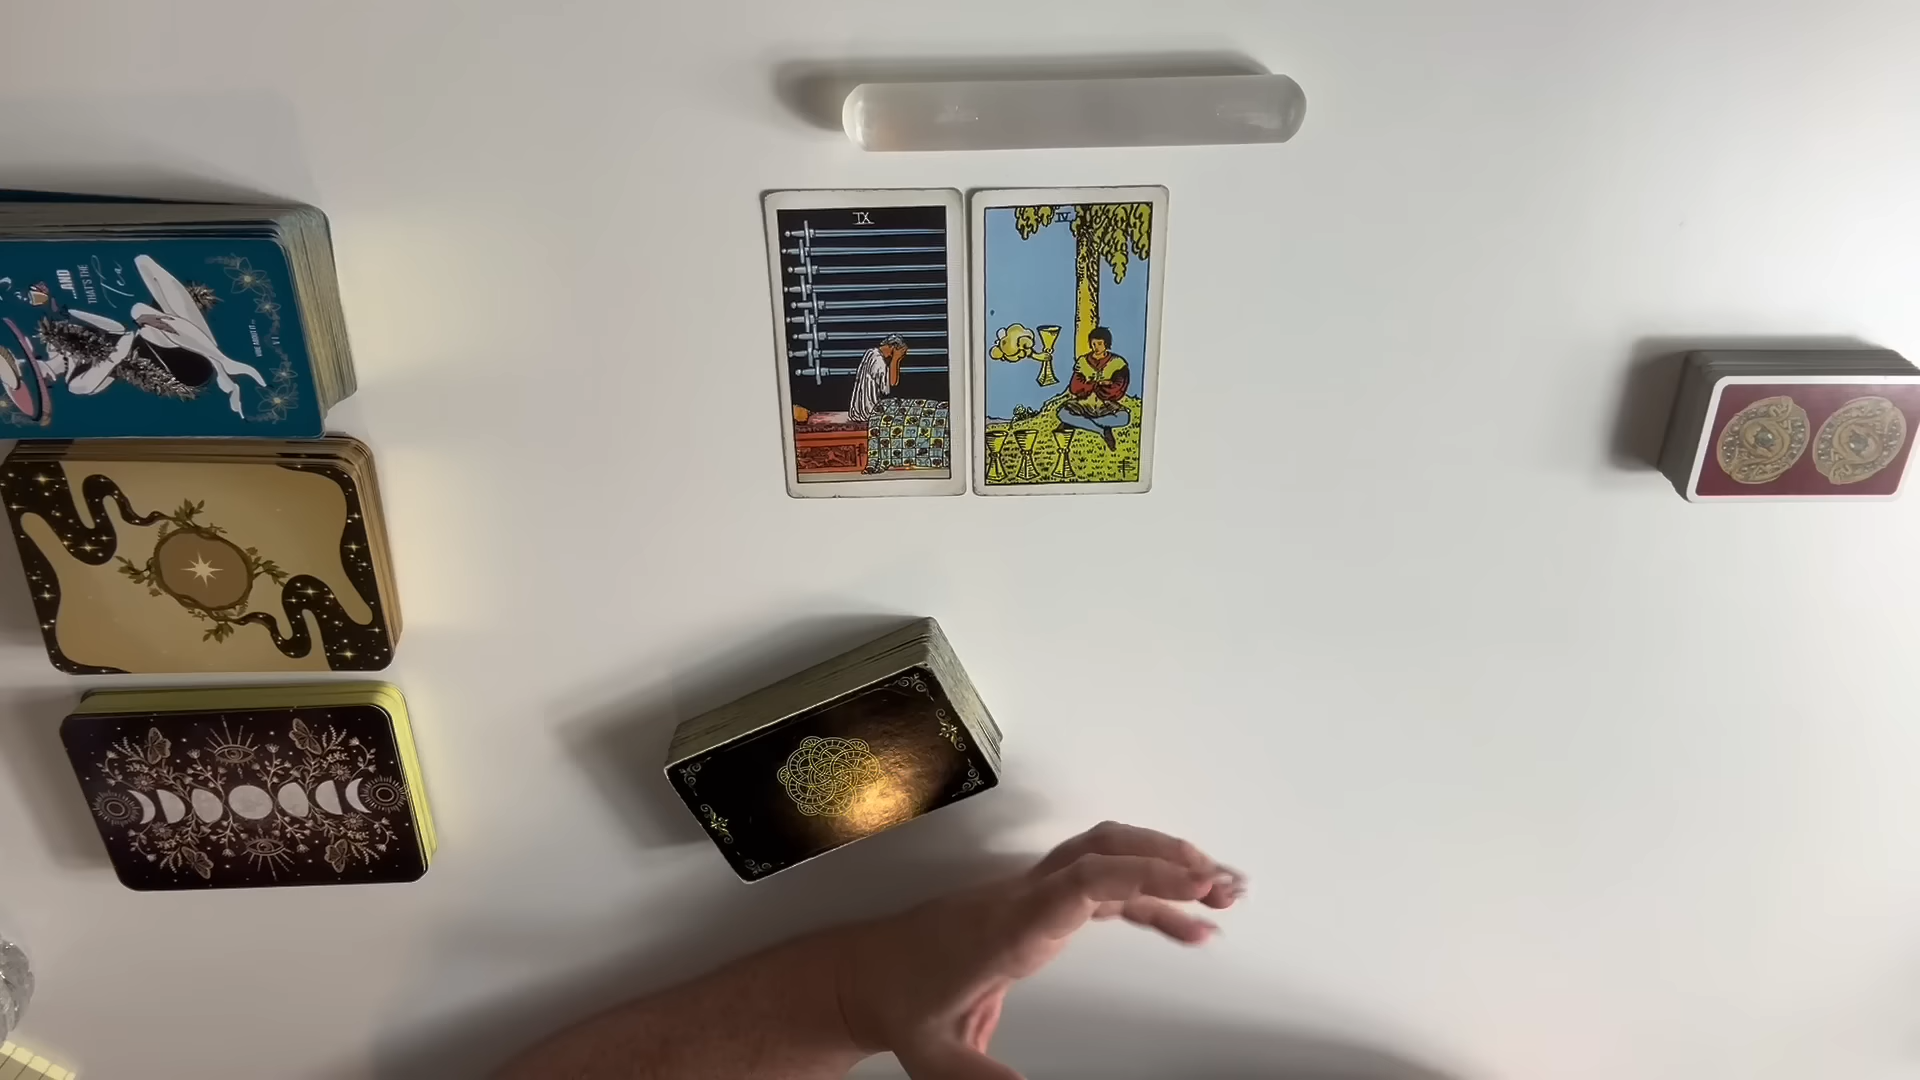 IX
IV
...AND
THAT'S THE
Tea